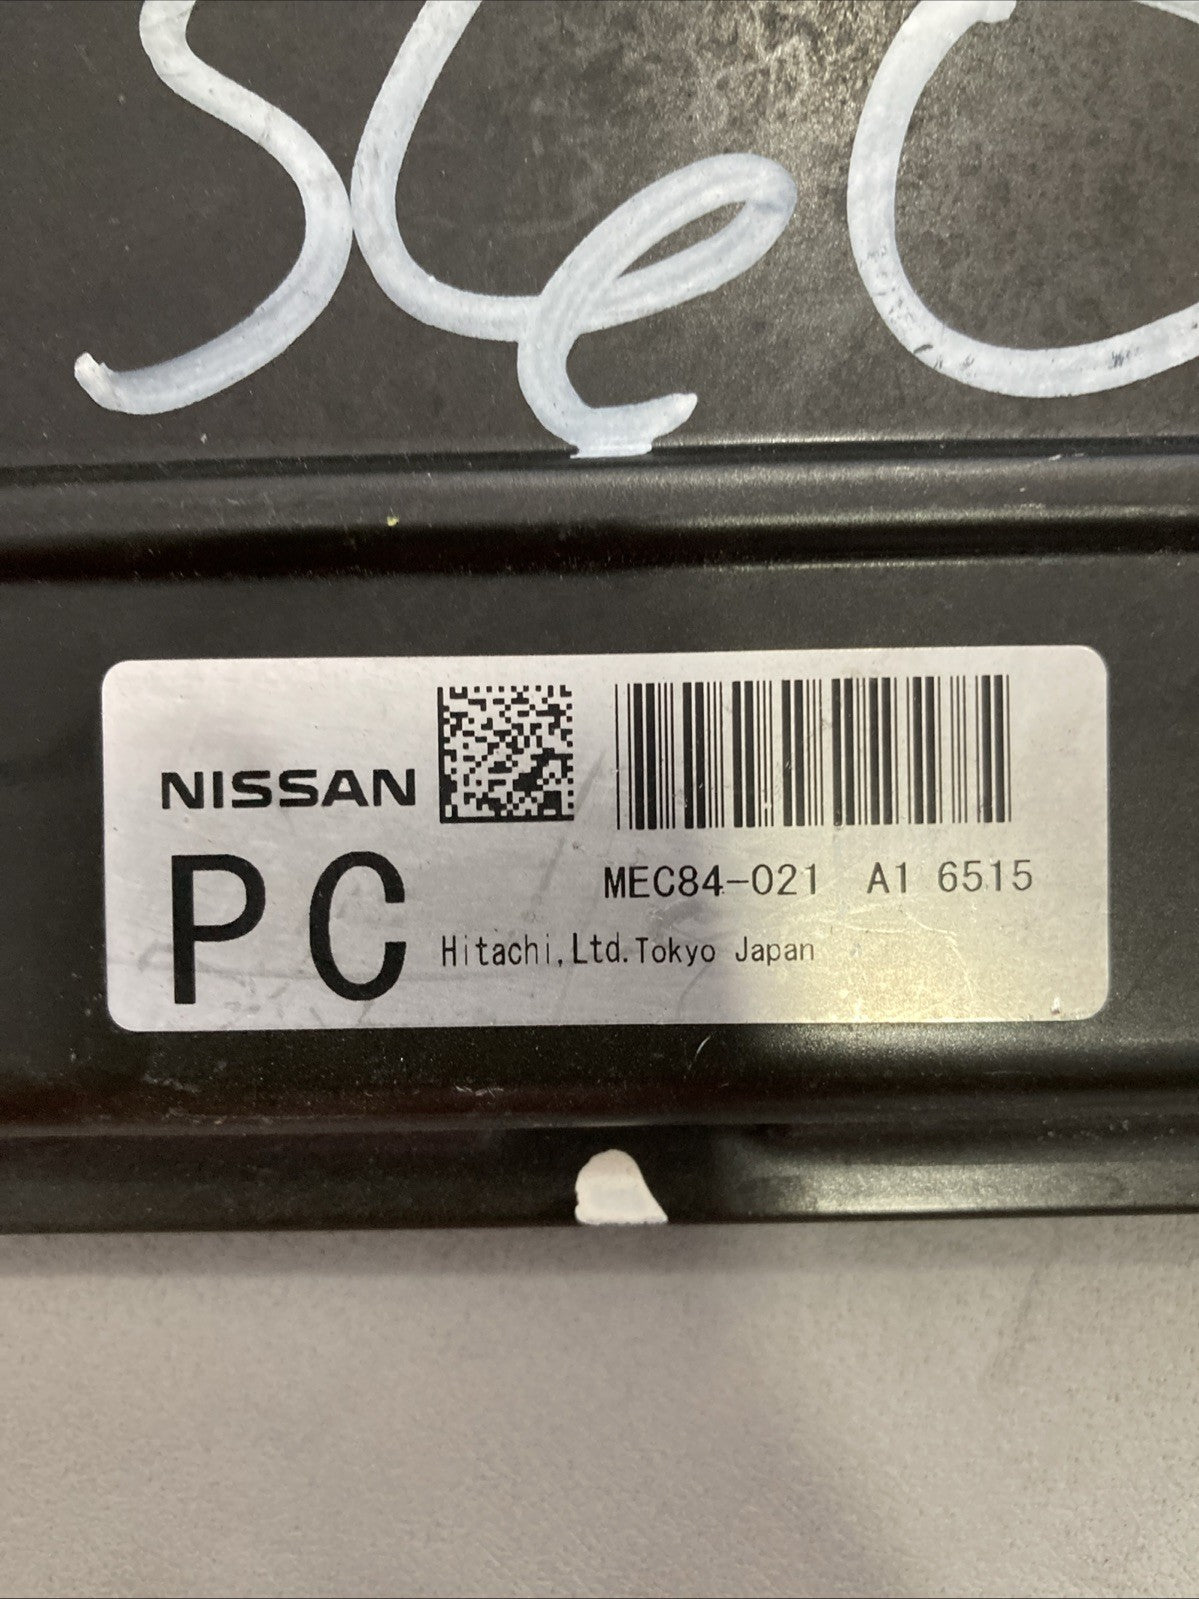 NISSAN
PC
MEC84-021 A1 6515
Hitachi,Ltd.Tokyo Japan